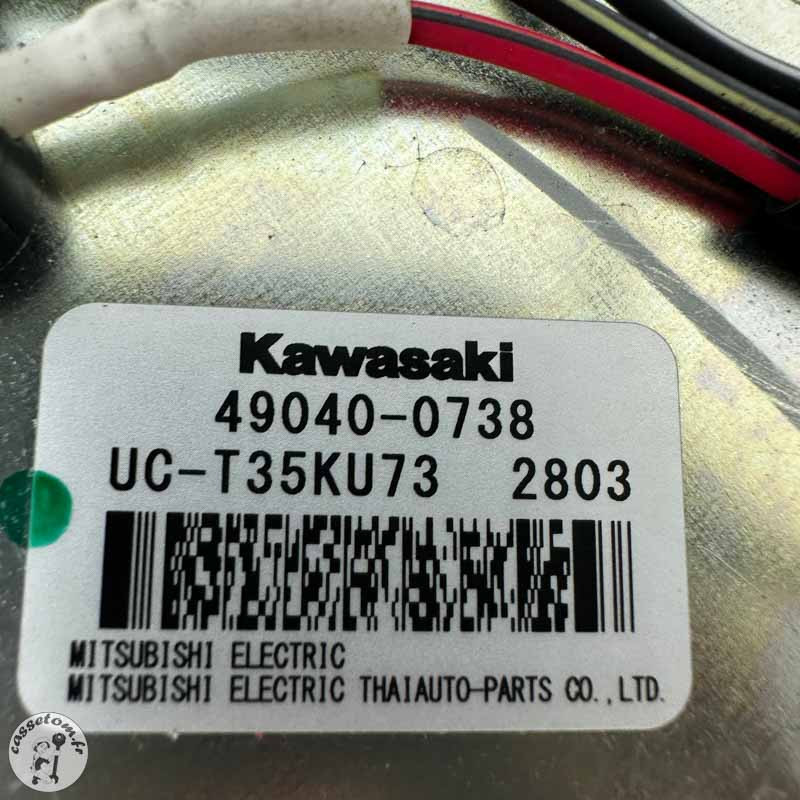 Kawasaki
49040-0738
UC-T35KU73 2803
MITSUBISHI ELECTRIC
MITSUBISHI ELECTRIC THAIAUTO-PARTS CO.,LTD.
cassetom.fr